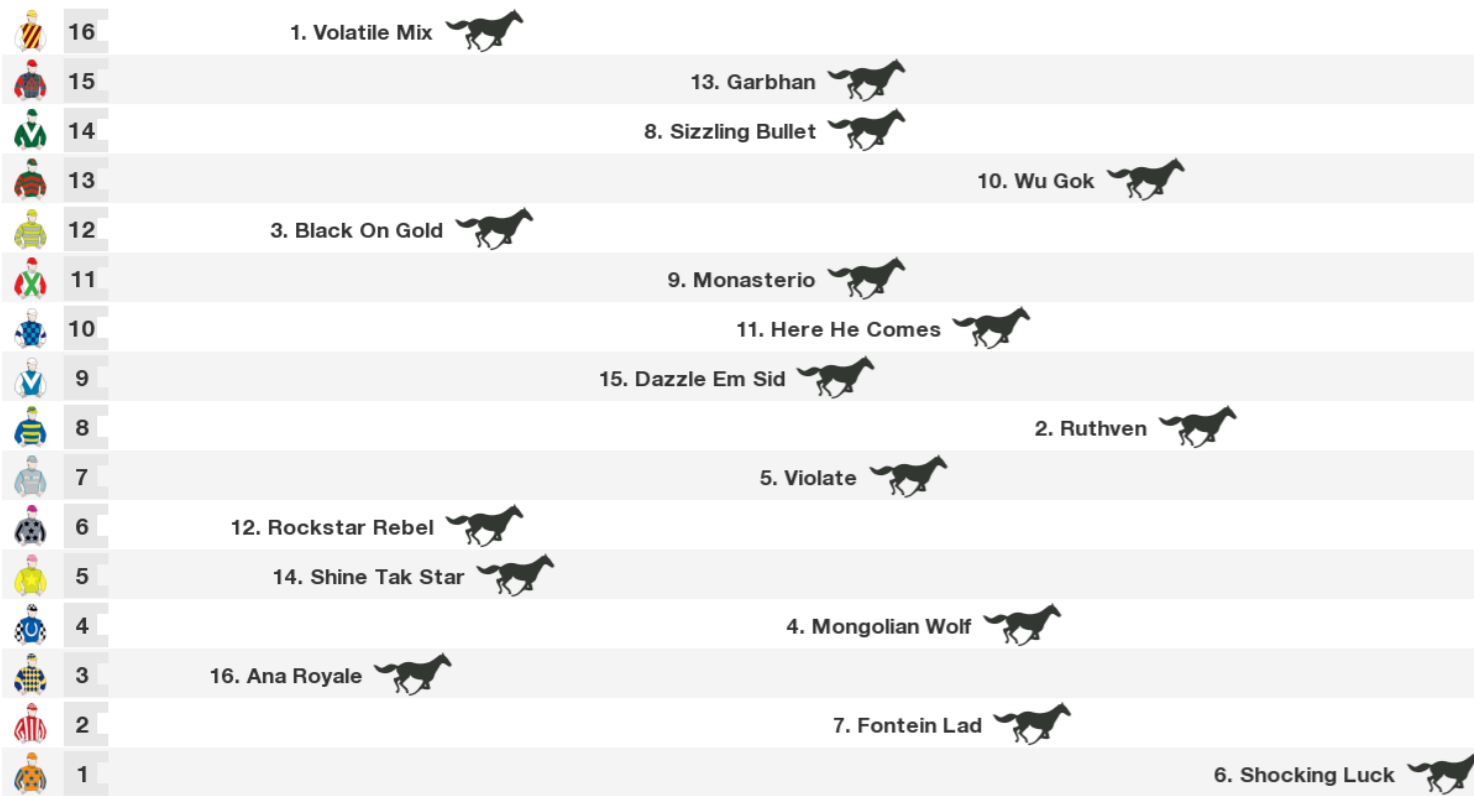 16 1. Volatile Mix
15 13. Garbhan
14 8. Sizzling Bullet
13 10. Wu Gok
12 3. Black On Gold
11 9. Monasterio
10 11. Here He Comes
9 15. Dazzle Em Sid
8 2. Ruthven
7 5. Violate
6 12. Rockstar Rebel
5 14. Shine Tak Star
4 4. Mongolian Wolf
3 16. Ana Royale
2 7. Fontein Lad
1 6. Shocking Luck